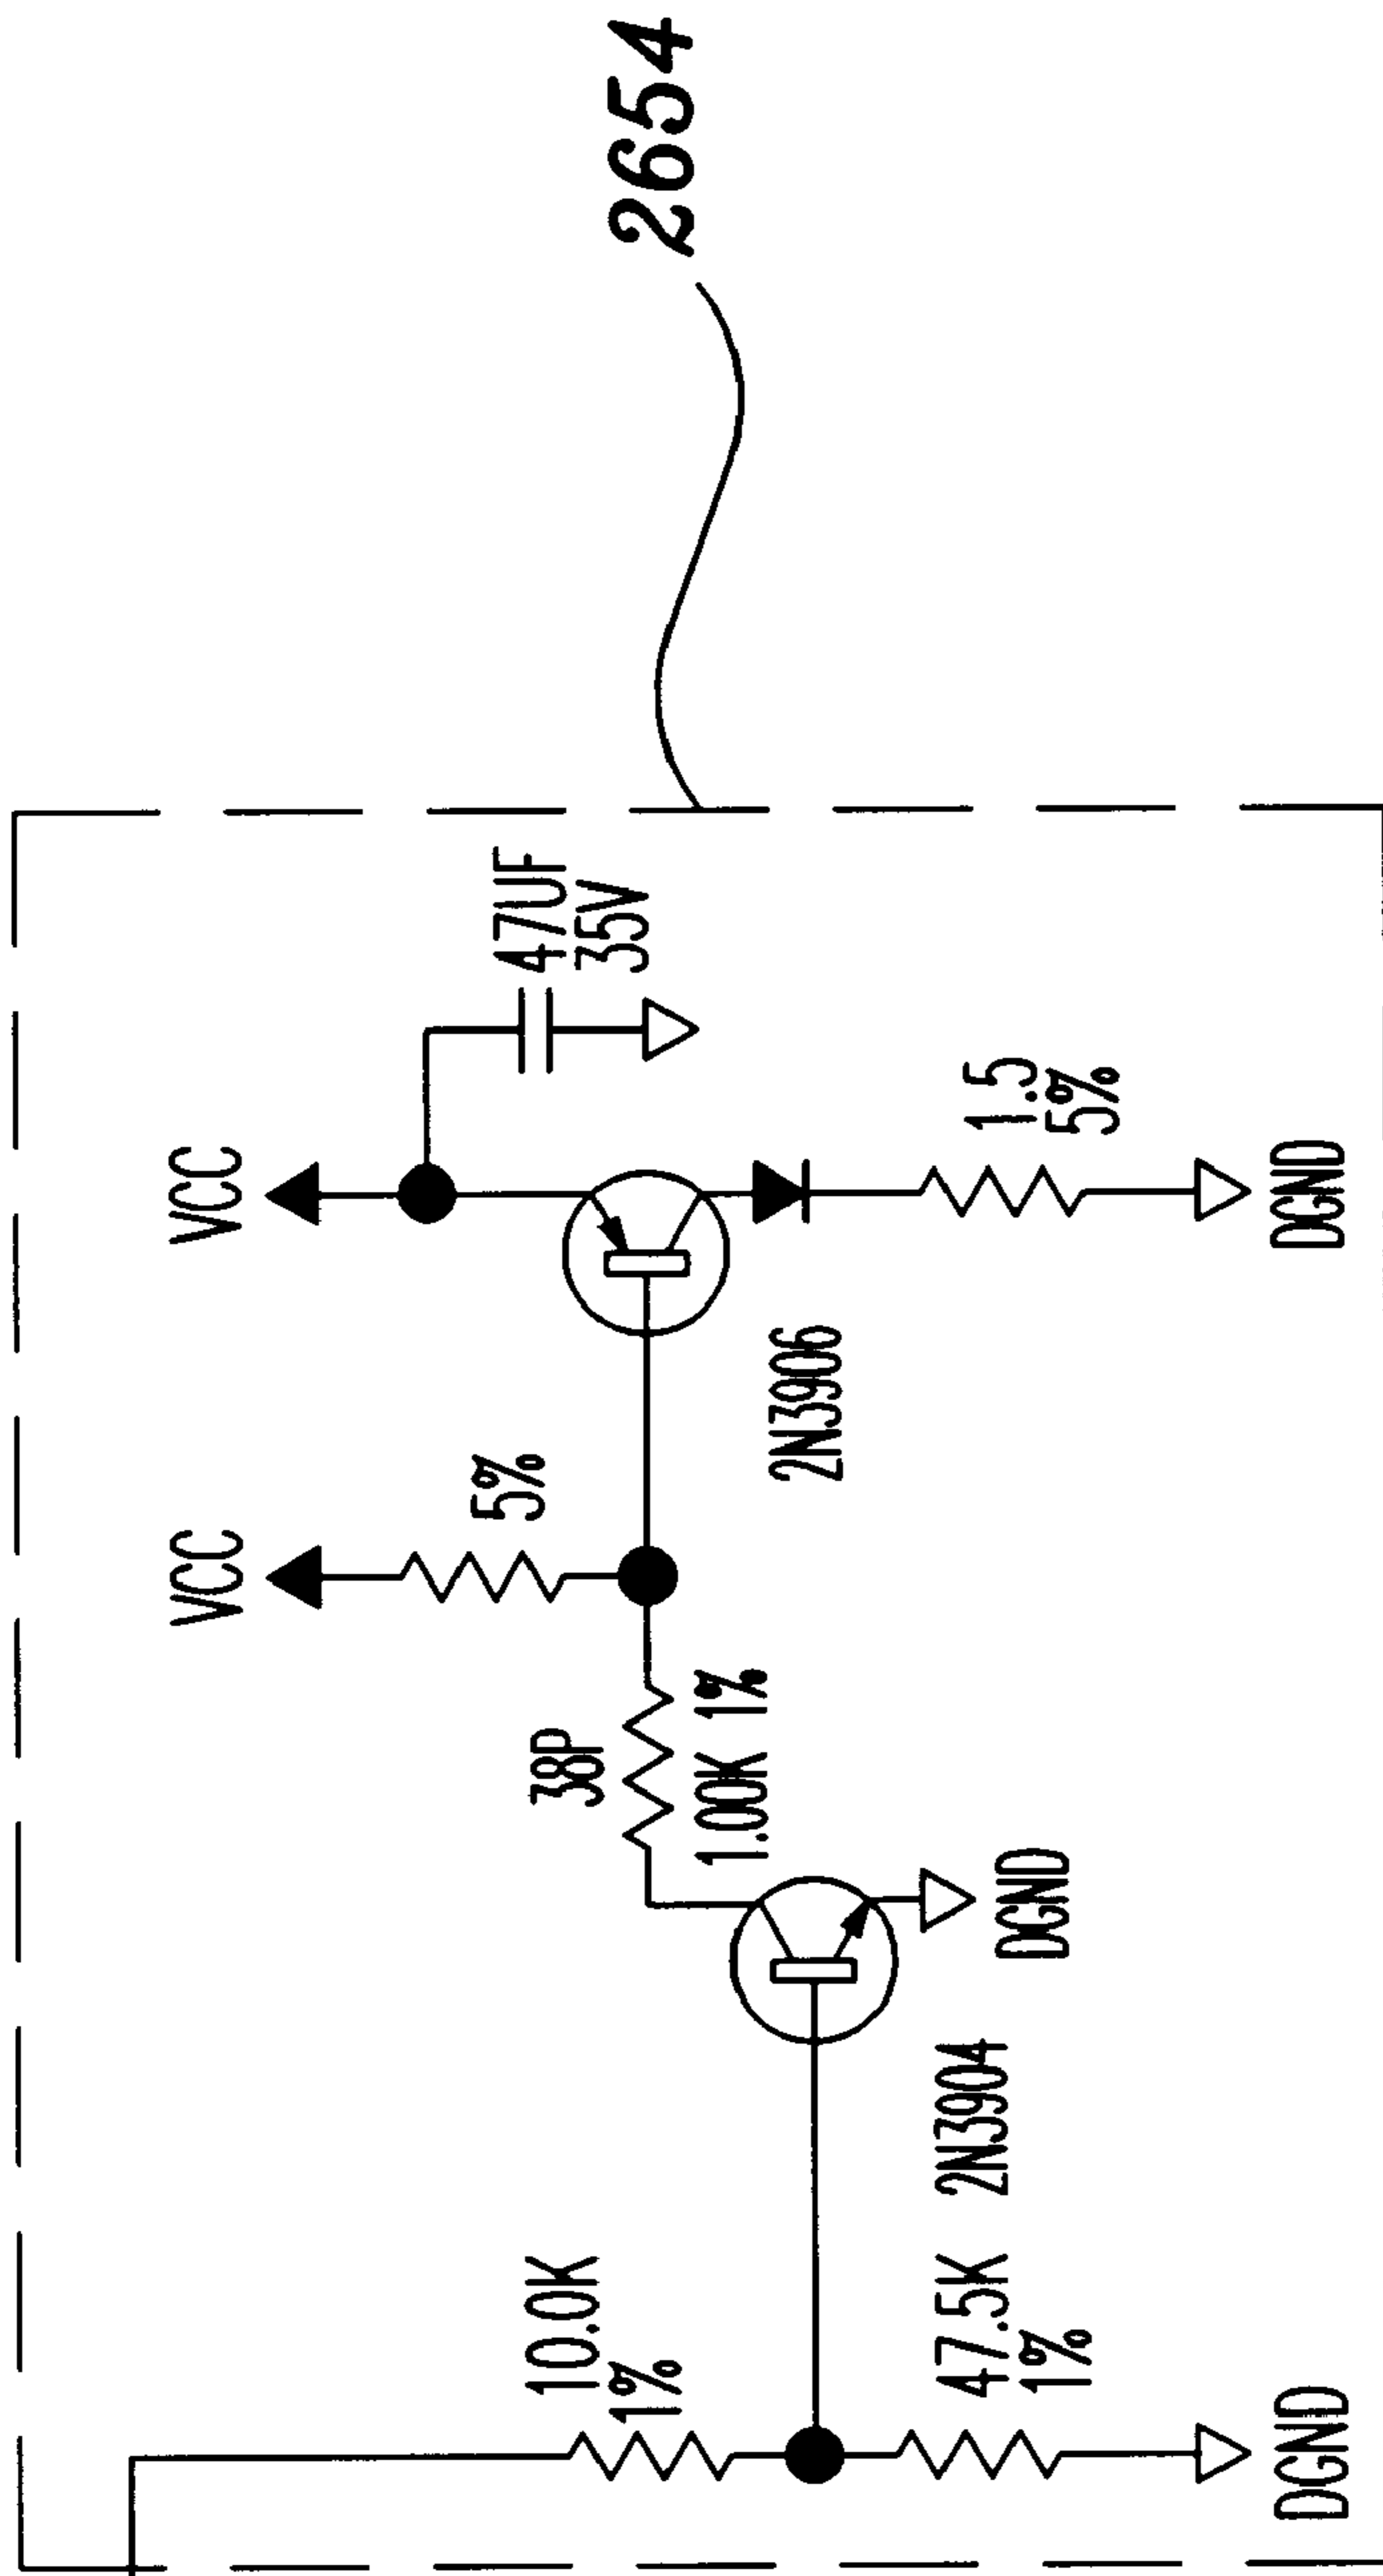 2654
VCC
VCC
47UF
35V
5%
10.0K
1%
38P
1.00K 1%
2N3906
1.5
5%
47.5K
1%
2N3904
DGND
DGND
DGND